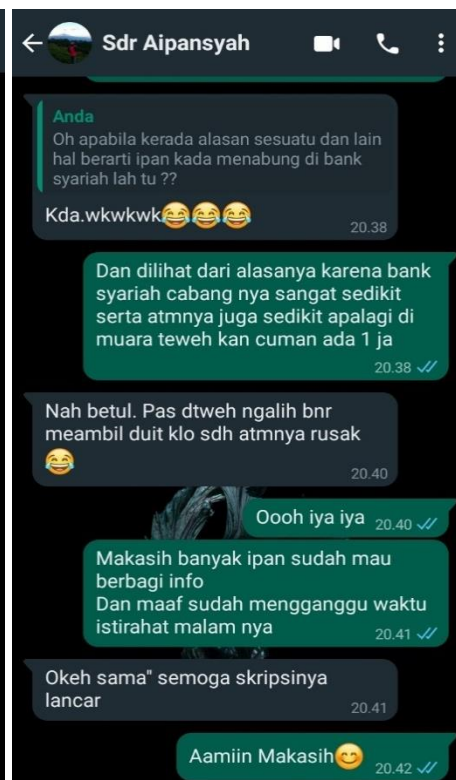 Sdr Aipansyah
Anda
Oh apabila kerada alasan sesuatu dan lain
hal berarti ipan kada menabung di bank
syariah lah tu ??
Kda.wkwkwk😂😂😂
20.38
Dan dilihat dari alasanya karena bank
syariah cabang nya sangat sedikit
serta atmnya juga sedikit apalagi di
muara teweh kan cuman ada 1 ja
20.38
Nah betul. Pas dtweh ngalih bnr
meambil duit klo sdh atmnya rusak
😂
20.40
Oooh iya iya 20.40
Makasih banyak ipan sudah mau
berbagi info
Dan maaf sudah mengganggu waktu
istirahat malam nya
20.41
Okeh sama" semoga skripsinya
lancar
20.41
Aamiin Makasih😊 20.42